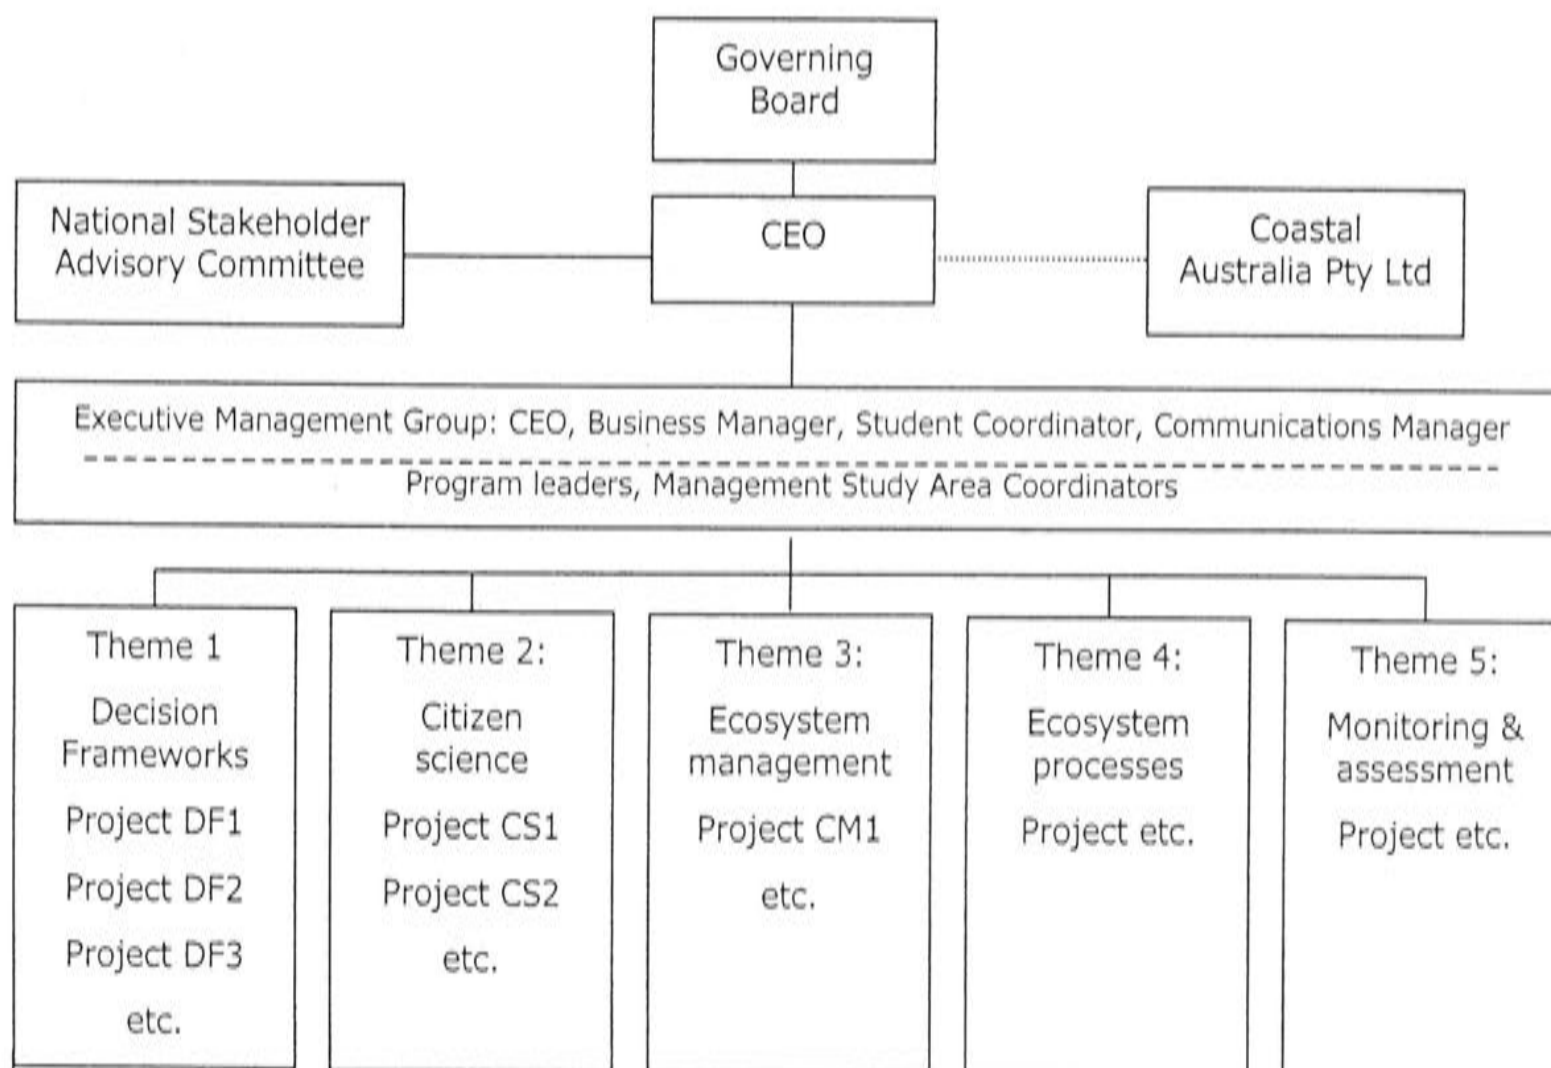 Governing
Board
National Stakeholder
Advisory Committee
CEO
Coastal
Australia Pty Ltd
Executive Management Group: CEO, Business Manager, Student Coordinator, Communications Manager
Program leaders, Management Study Area Coordinators
Theme 1
Decision
Frameworks
Project DF1
Project DF2
Project DF3
etc.
Theme 2:
Citizen
science
Project CS1
Project CS2
etc.
Theme 3:
Ecosystem
management
Project CM1
etc.
Theme 4:
Ecosystem
processes
Project etc.
Theme 5:
Monitoring &
assessment
Project etc.